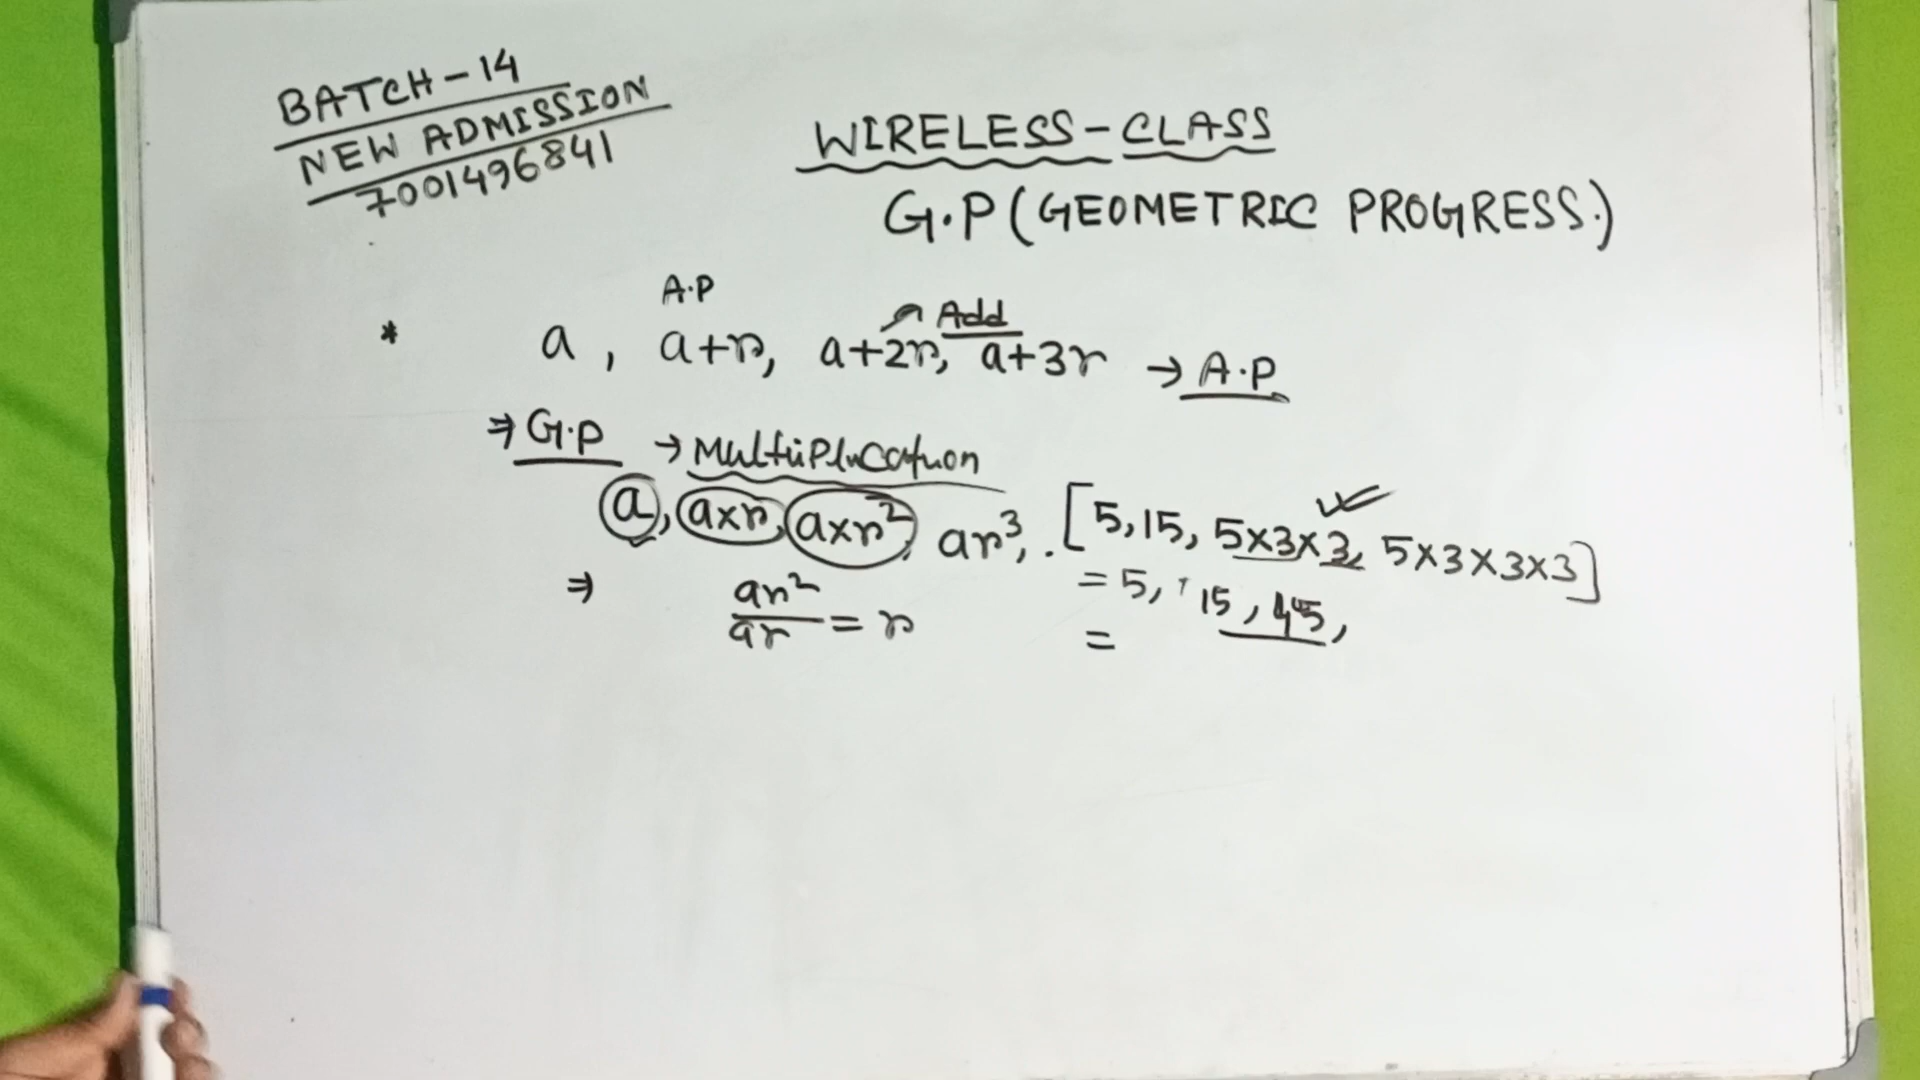 BATCH-14
NEW ADMISSION
7001496841
WIRELESS-CLASS
G.P (GEOMETRIC PROGRESS.)
A.P
Add
* a, a+r, a+2r, a+3r → A.P
⇒ G.P → Multiplication
a, a×r, a×r², ar³, . [5,15, 5×3×3, 5×3×3×3]
⇒ ar²/ar = r = 5, 15, 45,
=